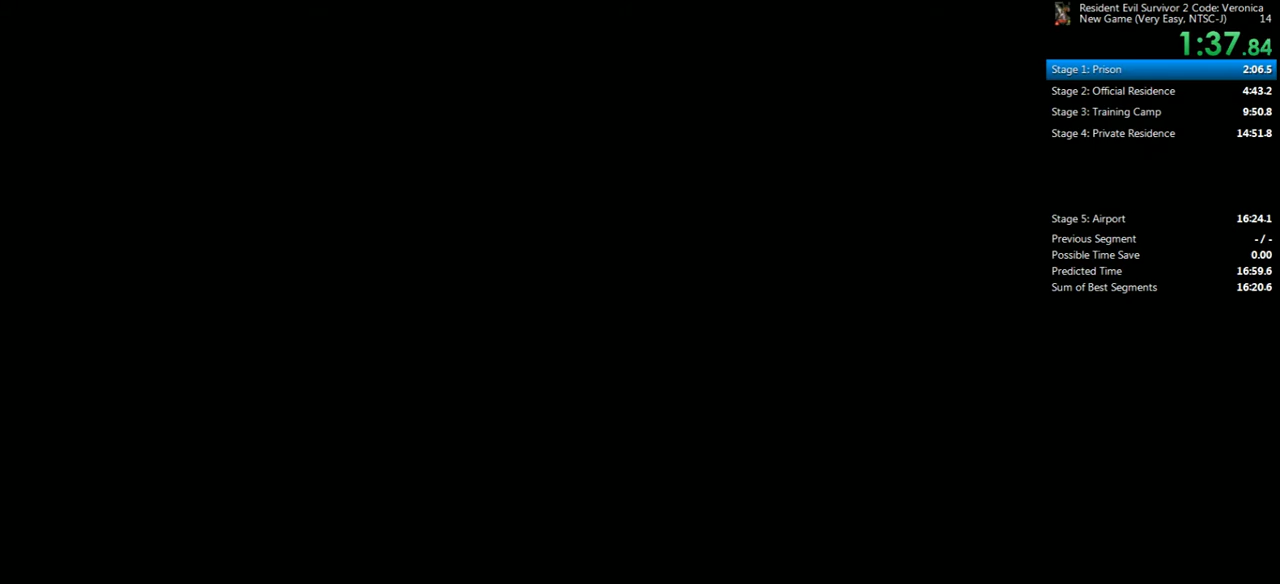 Resident Evil Survivor 2 Code: Veronica
New Game (Very Easy, NTSC-J) 14
1:37.84
Stage 1: Prison 2:06.5
Stage 2: Official Residence 4:43.2
Stage 3: Training Camp 9:50.8
Stage 4: Private Residence 14:51.8
Stage 5: Airport 16:24.1
Previous Segment - / -
Possible Time Save 0.00
Predicted Time 16:59.6
Sum of Best Segments 16:20.6